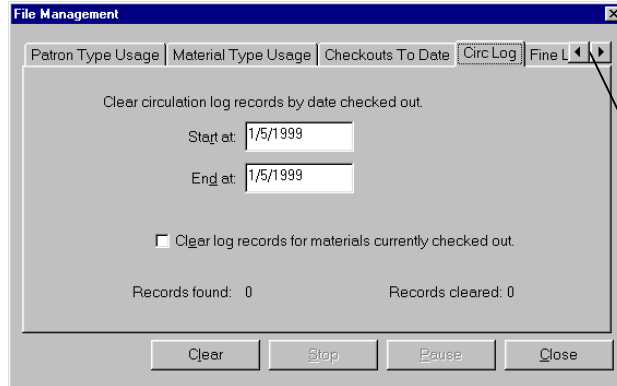 File Management
Patron Type Usage Material Type Usage Checkouts To Date Circ Log Fine L
Clear circulation log records by date checked out.
Start at: 1/5/1999
End at: 1/5/1999
Clear log records for materials currently checked out.
Records found: 0 Records cleared: 0
Clear Stop Pause Close